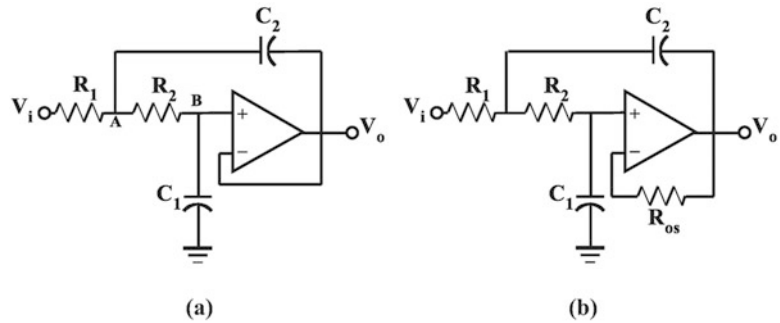 C₂
R₁
R₂
Vᵢ
A
B
+
−
Vₒ
C₁
(a)
C₂
R₁
R₂
Vᵢ
+
−
Vₒ
C₁
Rₒₛ
(b)